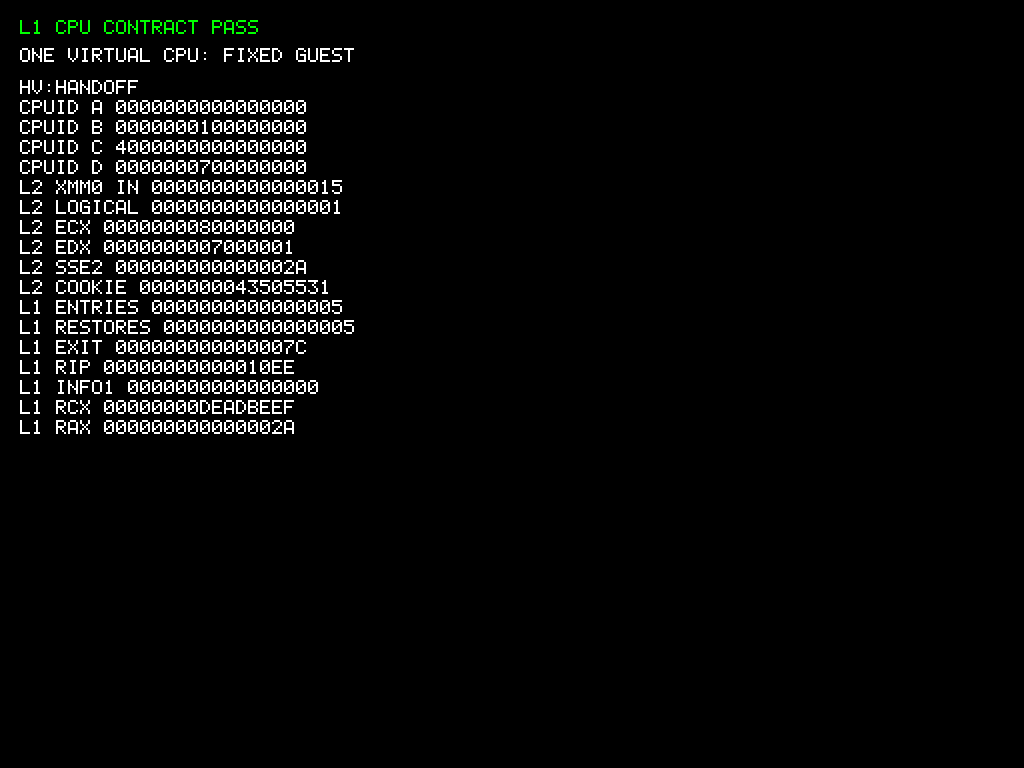 L1 CPU CONTRACT PASS
ONE VIRTUAL CPU: FIXED GUEST
HV:HANDOFF
CPUID A 0000000000000000
CPUID B 0000000100000000
CPUID C 4000000000000000
CPUID D 0000000700000000
L2 XMM0 IN 0000000000000015
L2 LOGICAL 0000000000000001
L2 ECX 0000000080000000
L2 EDX 0000000007000001
L2 SSE2 000000000000002A
L2 COOKIE 0000000043505531
L1 ENTRIES 0000000000000005
L1 RESTORES 0000000000000005
L1 EXIT 000000000000007C
L1 RIP 00000000000010EE
L1 INFO1 0000000000000000
L1 RCX 00000000DEADBEEF
L1 RAX 000000000000002A